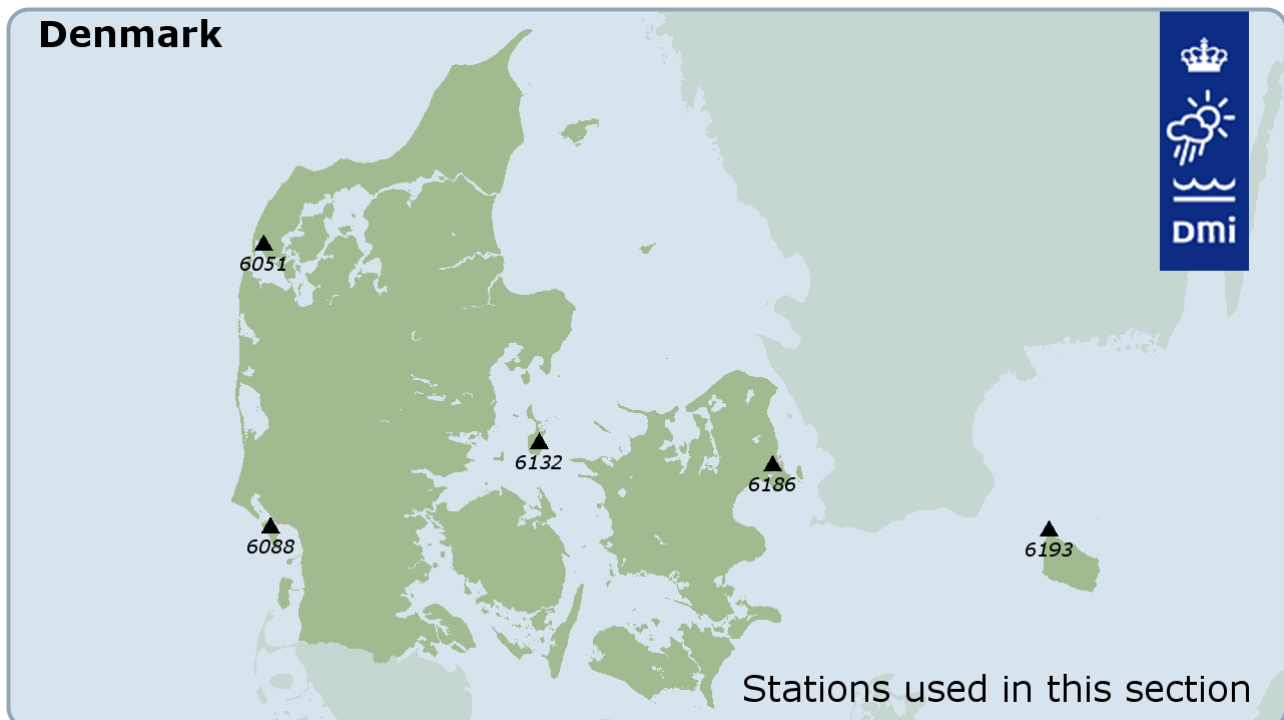 Denmark
DMi
6051
6132
6186
6088
6193
Stations used in this section